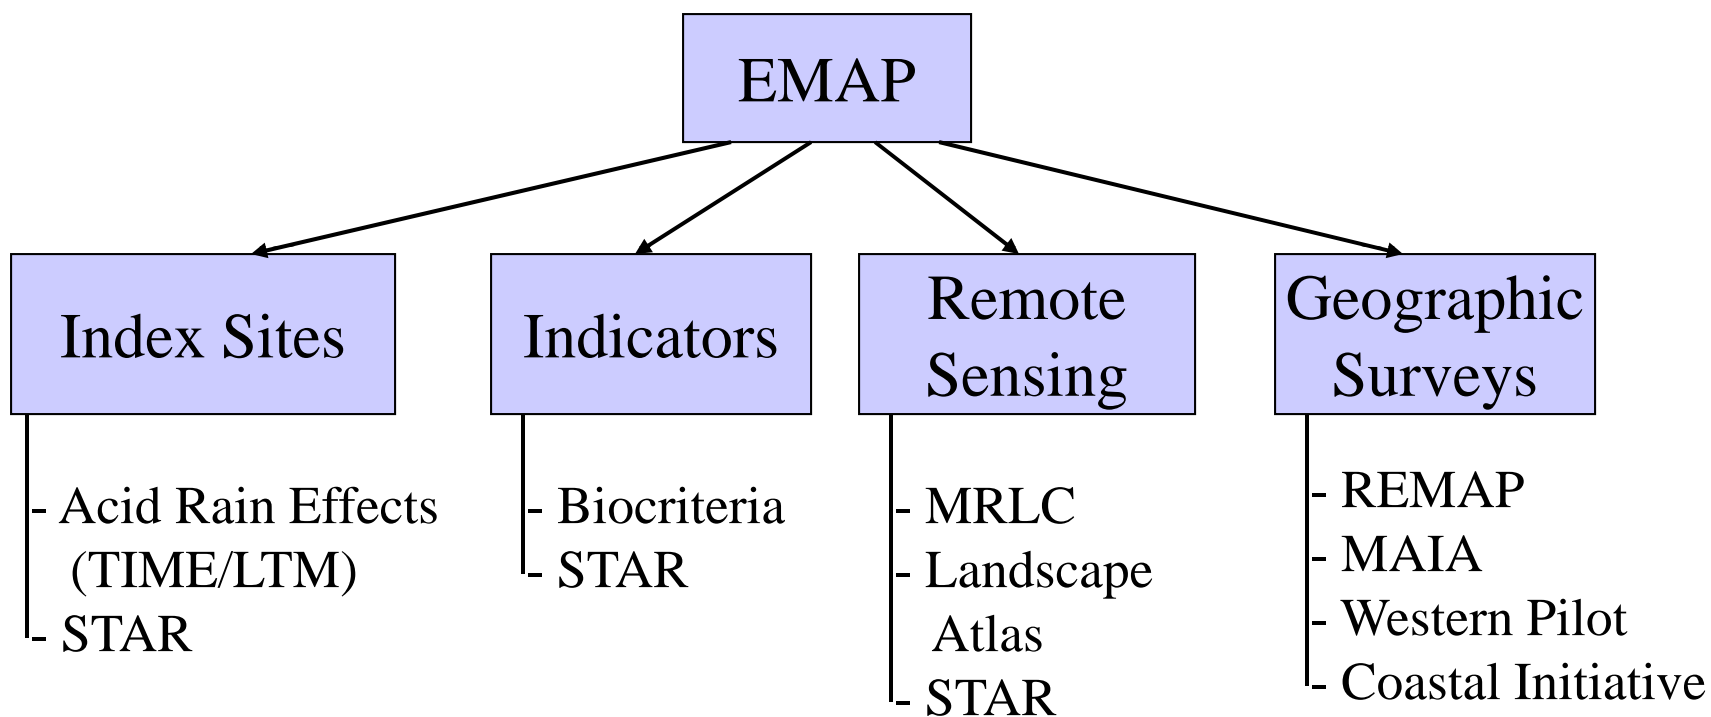 EMAP
Index Sites
Indicators
Remote
Sensing
Geographic
Surveys
- Acid Rain Effects
(TIME/LTM)
- STAR
- Biocriteria
- STAR
- MRLC
- Landscape
Atlas
- STAR
- REMAP
- MAIA
- Western Pilot
- Coastal Initiative